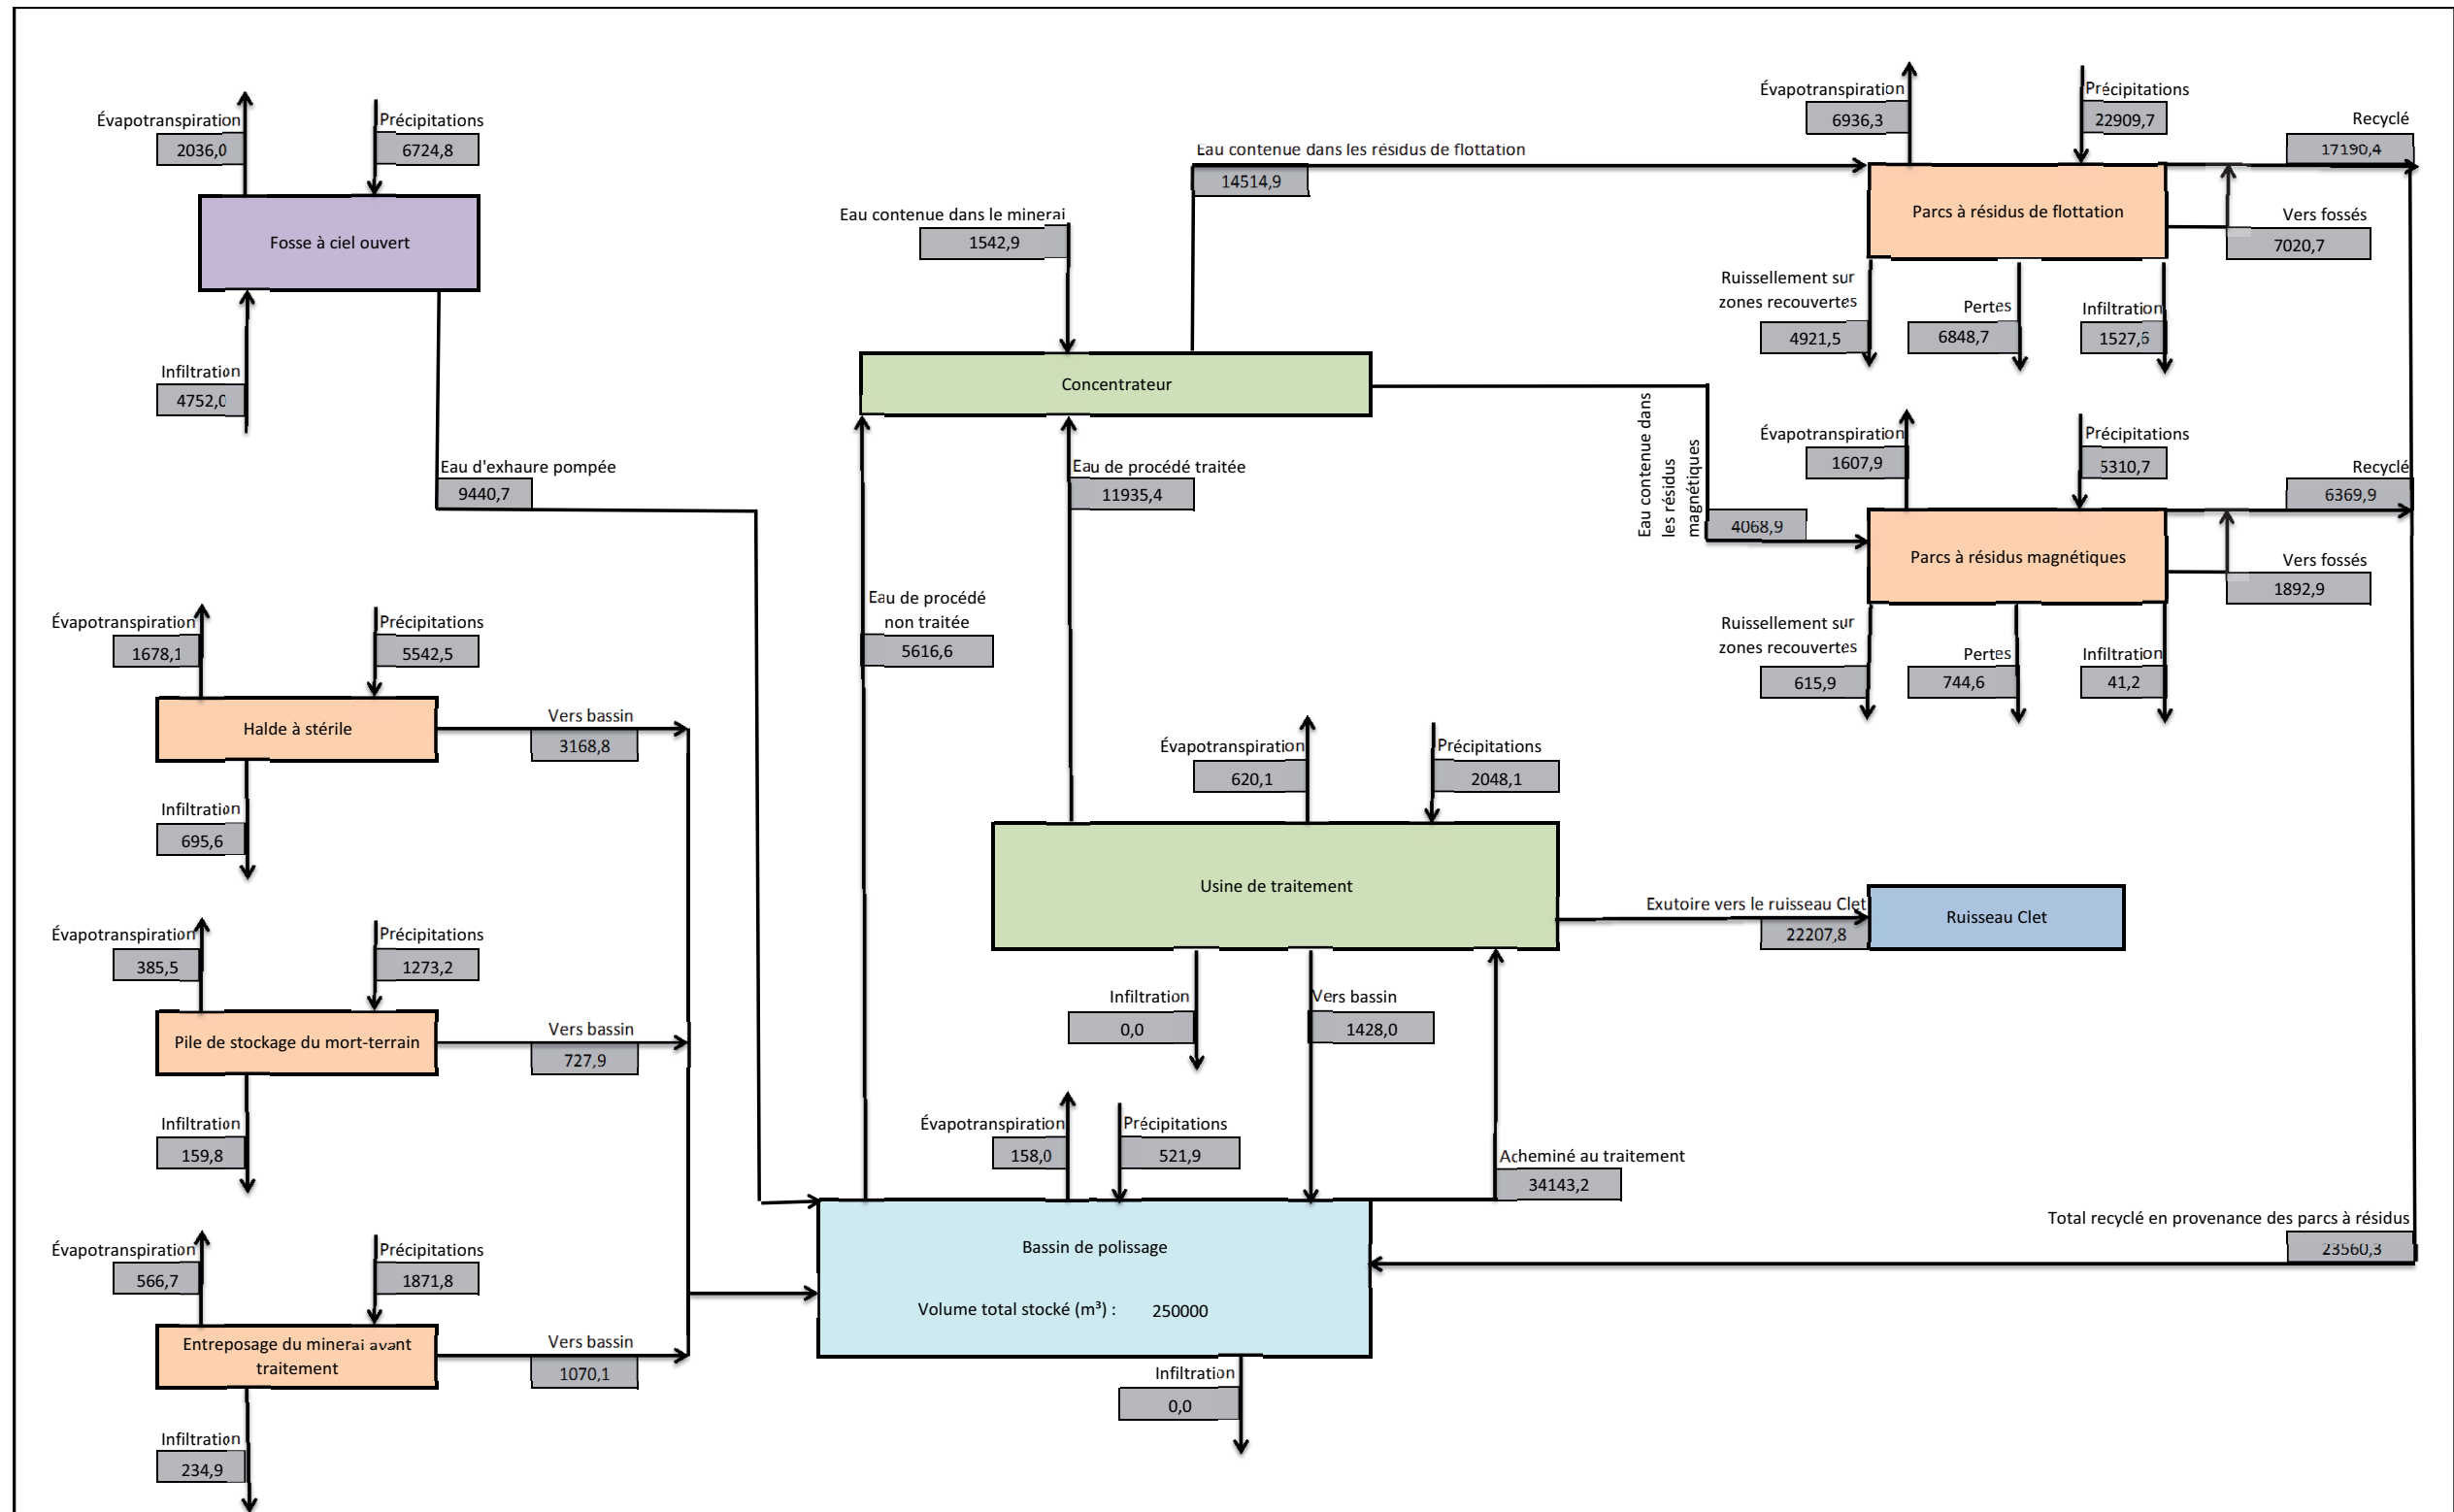 Évapotranspiration
2036,0
Précipitations
6724,8
Fosse à ciel ouvert
Infiltration
4752,0
Eau d'exhaure pompée
9440,7
Évapotranspiration
1678,1
Précipitations
5542,5
Halde à stérile
Vers bassin
3168,8
Infiltration
695,6
Évapotranspiration
385,5
Précipitations
1273,2
Pile de stockage du mort-terrain
Vers bassin
727,9
Infiltration
159,8
Évapotranspiration
566,7
Précipitations
1871,8
Entreposage du minerai avant
traitement
Vers bassin
1070,1
Infiltration
234,9
Eau contenue dans le minerai
1542,9
Eau contenue dans les résidus de flottation
14514,9
Concentrateur
Eau de procédé traitée
11935,4
Eau de procédé
non traitée
5616,6
Eau contenue dans
les résidus
magnétiques
4068,9
Évapotranspiration
620,1
Précipitations
2048,1
Usine de traitement
Exutoire vers le ruisseau Clet
22207,8
Ruisseau Clet
Infiltration
0,0
Vers bassin
1428,0
Évapotranspiration
158,0
Précipitations
521,9
Acheminé au traitement
34143,2
Bassin de polissage
Volume total stocké (m³) : 250000
Infiltration
0,0
Évapotranspiration
6936,3
Précipitations
22909,7
Recyclé
17190,4
Parcs à résidus de flottation
Vers fossés
7020,7
Ruissellement sur
zones recouvertes
4921,5
Pertes
6848,7
Infiltration
1527,6
Évapotranspiration
1607,9
Précipitations
5310,7
Recyclé
6369,9
Parcs à résidus magnétiques
Vers fossés
1892,9
Ruissellement sur
zones recouvertes
615,9
Pertes
744,6
Infiltration
41,2
Total recyclé en provenance des parcs à résidus
23560,3